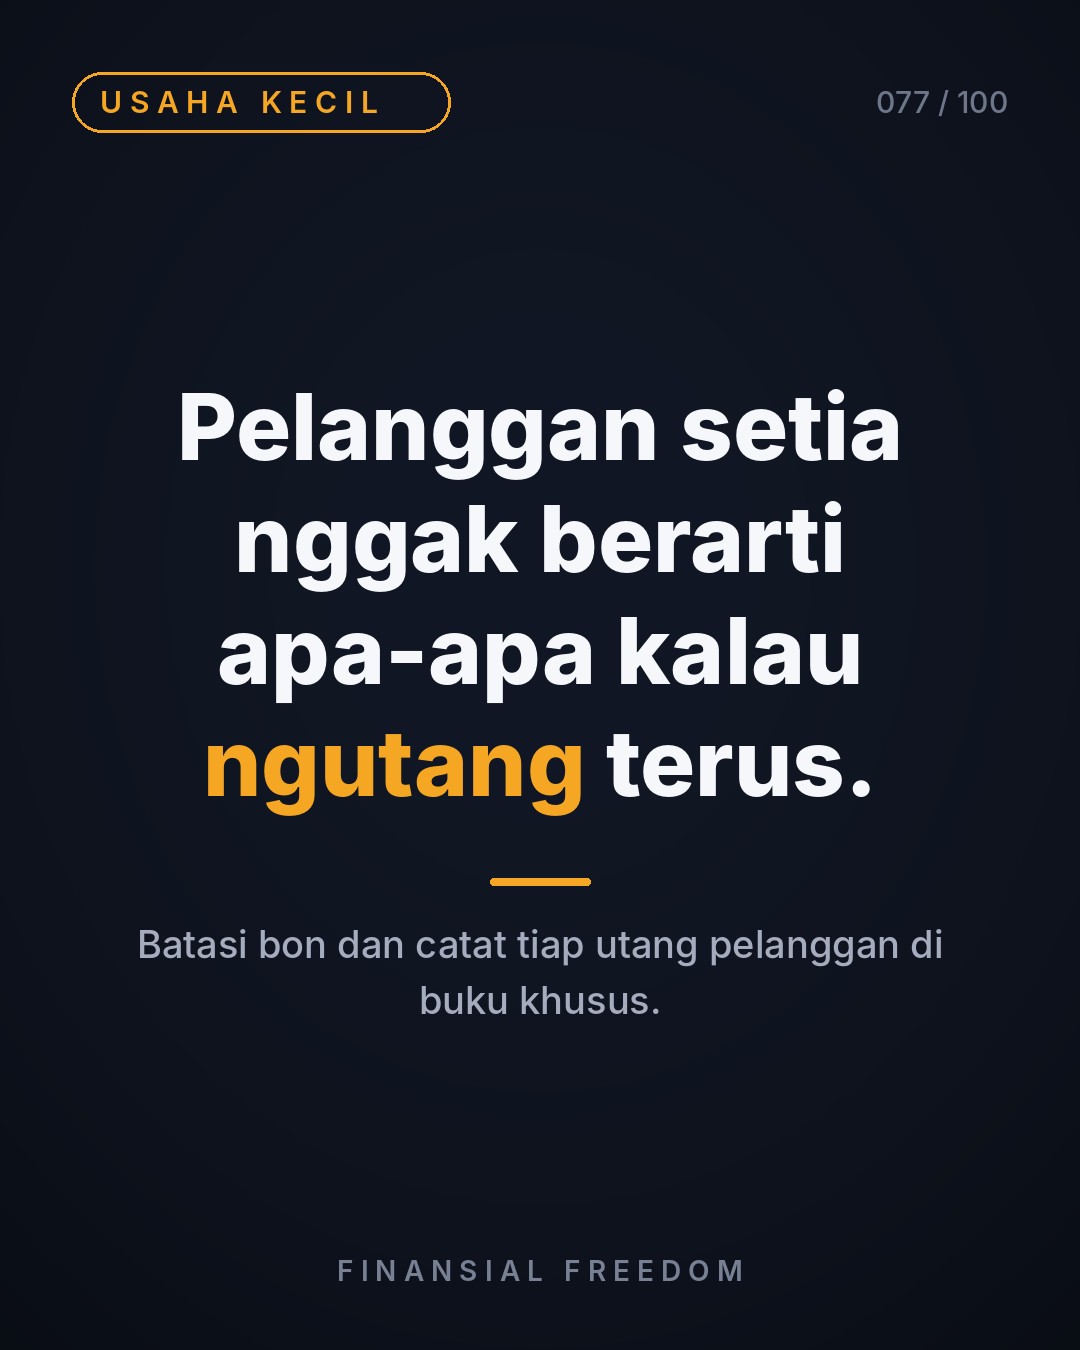 USAHA KECIL
077 / 100
Pelanggan setia
nggak berarti
apa-apa kalau
ngutang terus.
Batasi bon dan catat tiap utang pelanggan di
buku khusus.
FINANSIAL FREEDOM